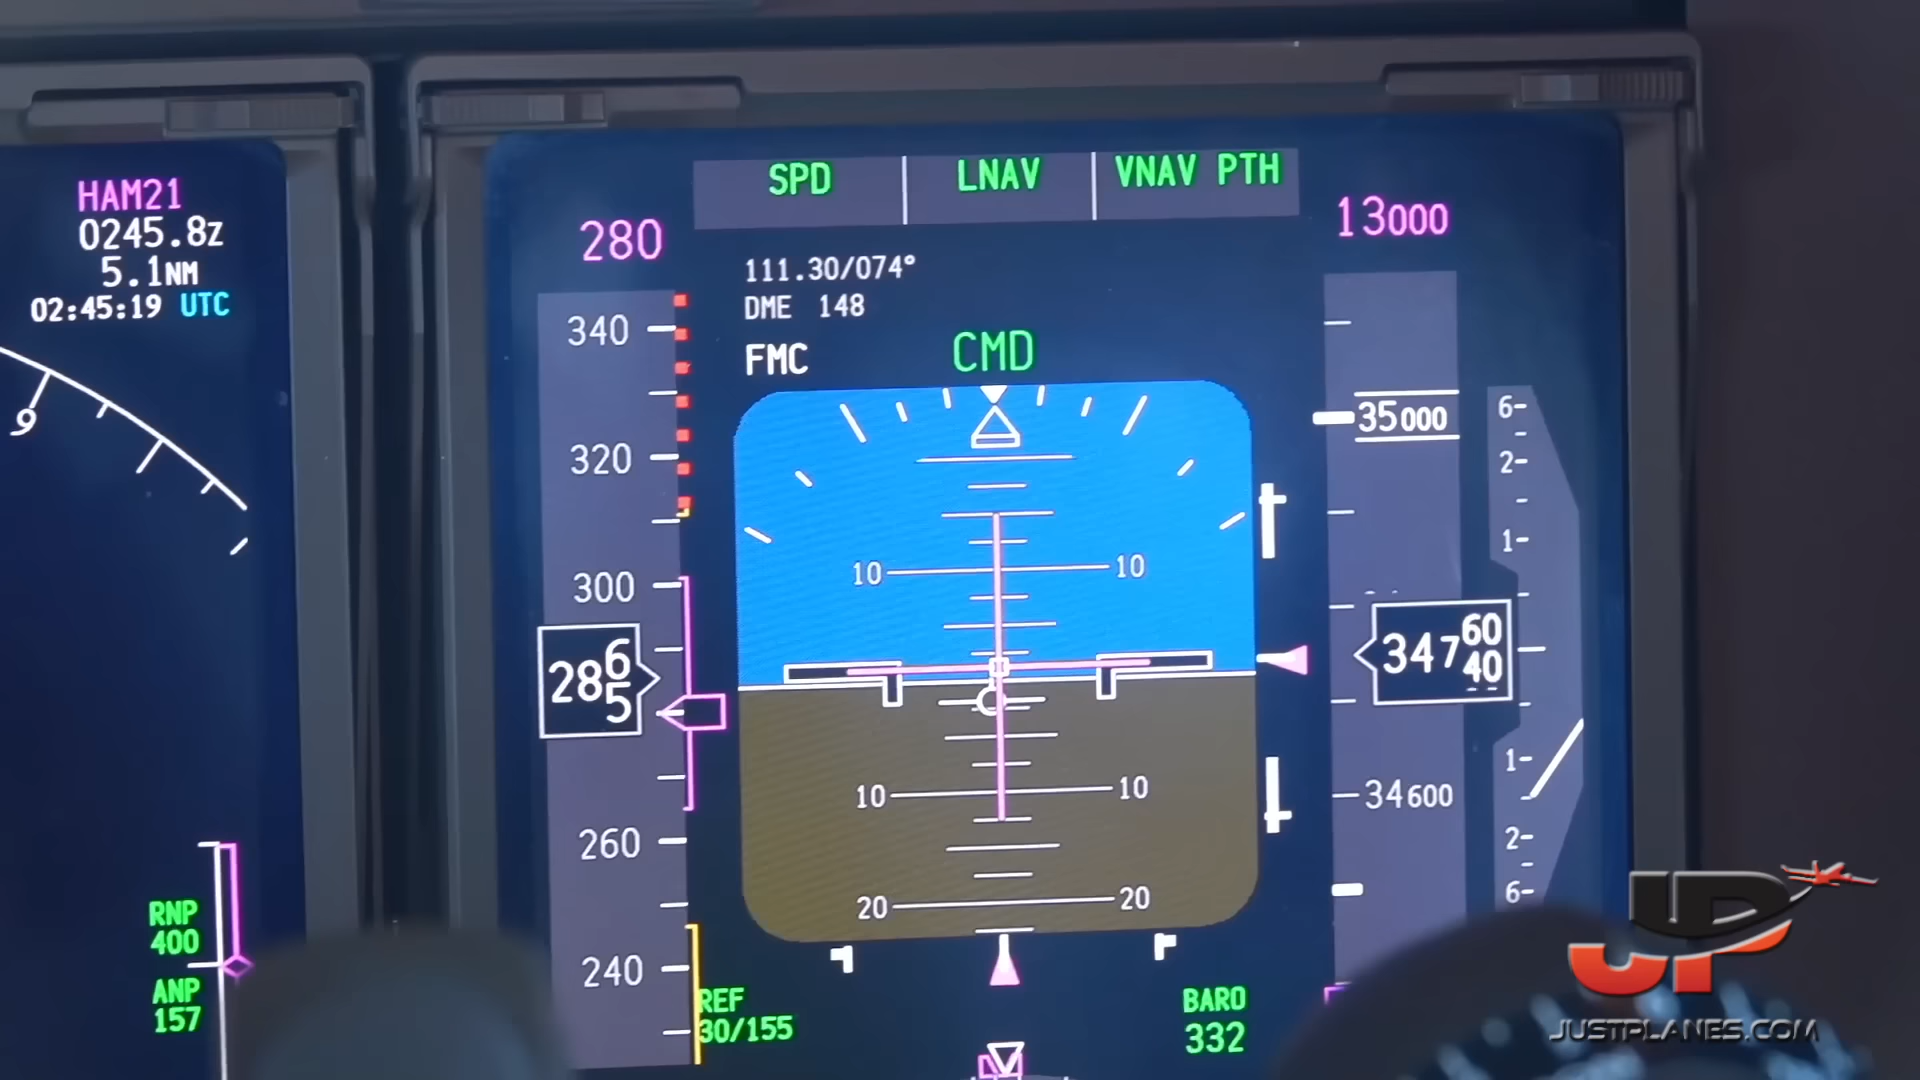 HAM21
0245.8Z
5.1NM
02:45:19 UTC
9
RNP
400
ANP
157
SPD LNAV VNAV PTH
280
13000
111.30/074°
DME 148
FMC
CMD
340
320
300
286
5
260
240
10 10
10 10
20 20
REF
30/155
BARO
332
35000
34760
40
34600
6
2
1
1
2
6
JP
JUSTPLANES.COM